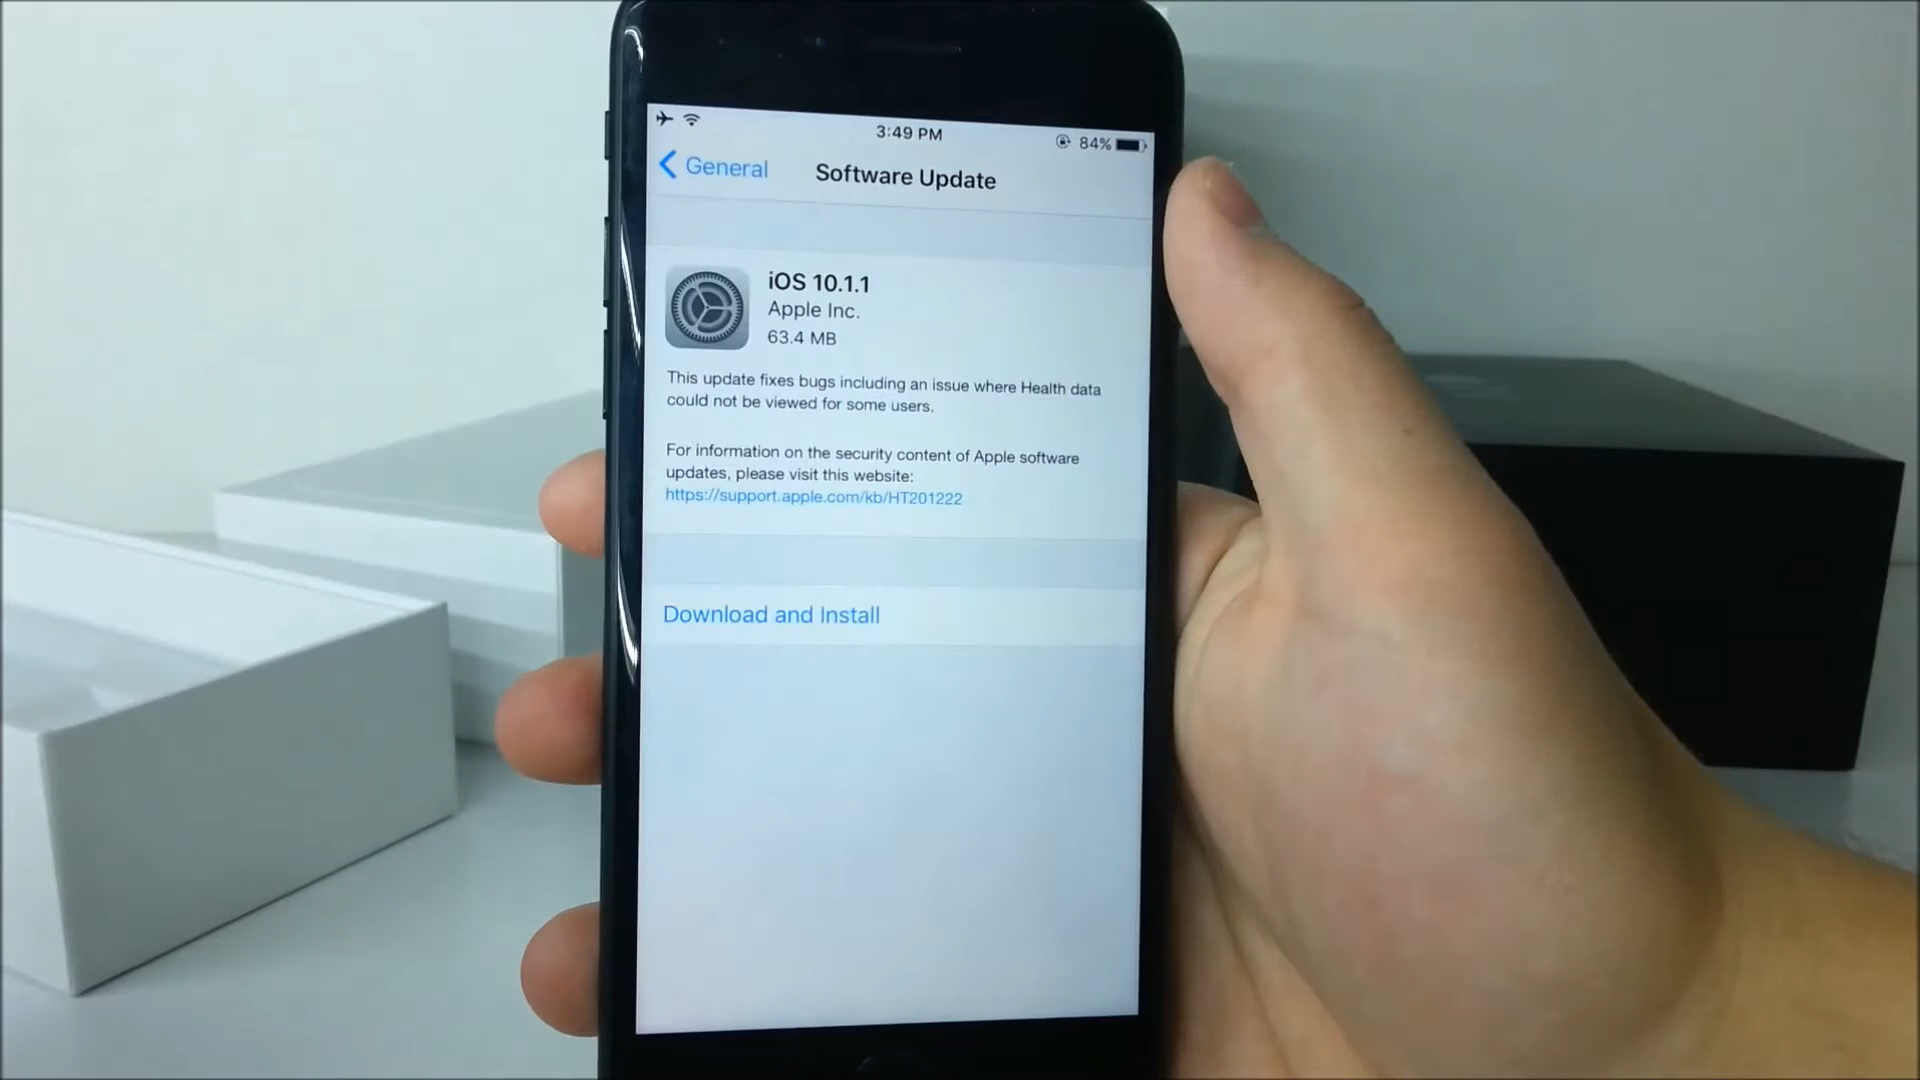 3:49 PM
84%
General
Software Update
iOS 10.1.1
Apple Inc.
63.4 MB
This update fixes bugs including an issue where Health data
could not be viewed for some users.
For information on the security content of Apple software
updates, please visit this website:
https://support.apple.com/kb/HT201222
Download and Install